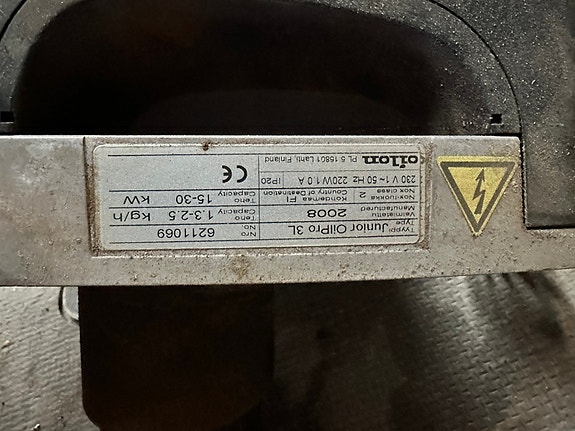 Tyyppi Type Junior OilPro 3L Nro No. 6211069
Valmistettu Manufactured 2008 Teho Capacity 1.3-2.5 kg/h
Nox-luokka Nox class 2 Kohdemaa FI Country of Destination Teho Capacity 15-30 kW
230 V 1~ 50 Hz 220W 1.0 A IP20 CE
oilon PL 5 15801 Lahti, Finland